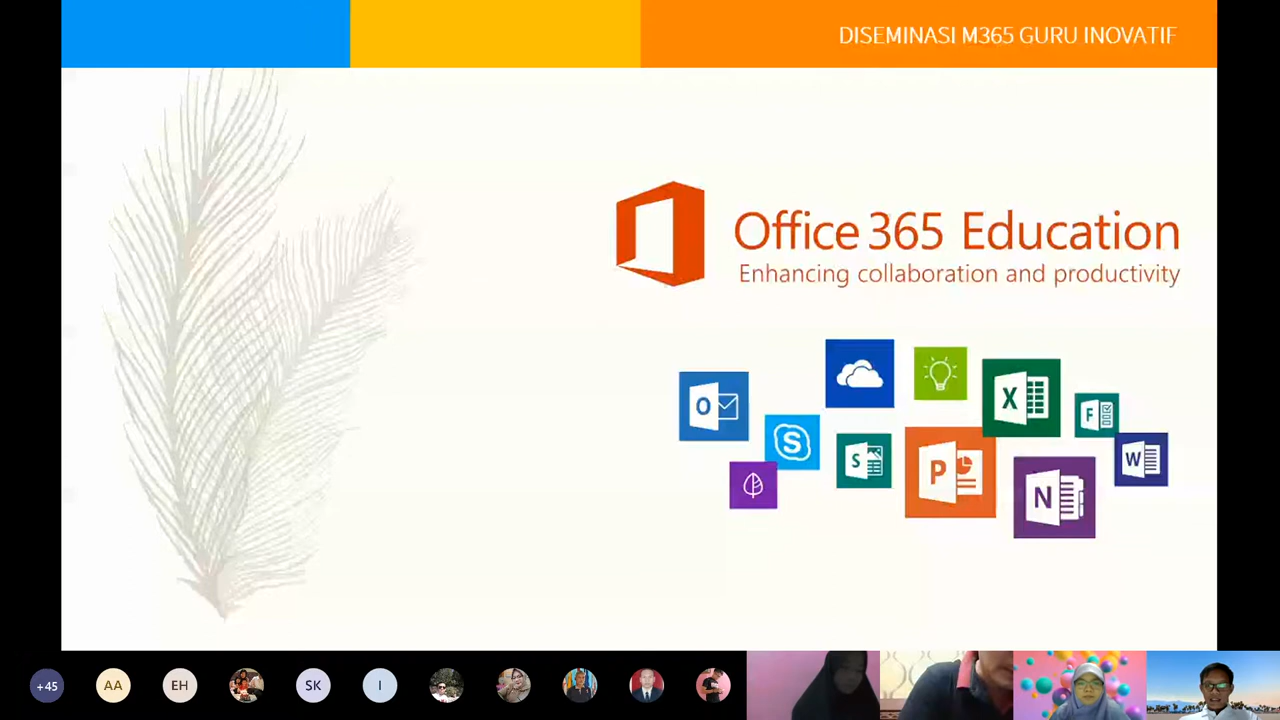 DISEMINASI M365 GURU INOVATIF
Office 365 Education
Enhancing collaboration and productivity
O
X
F
S
S
P
W
N
+45
AA
EH
SK
I